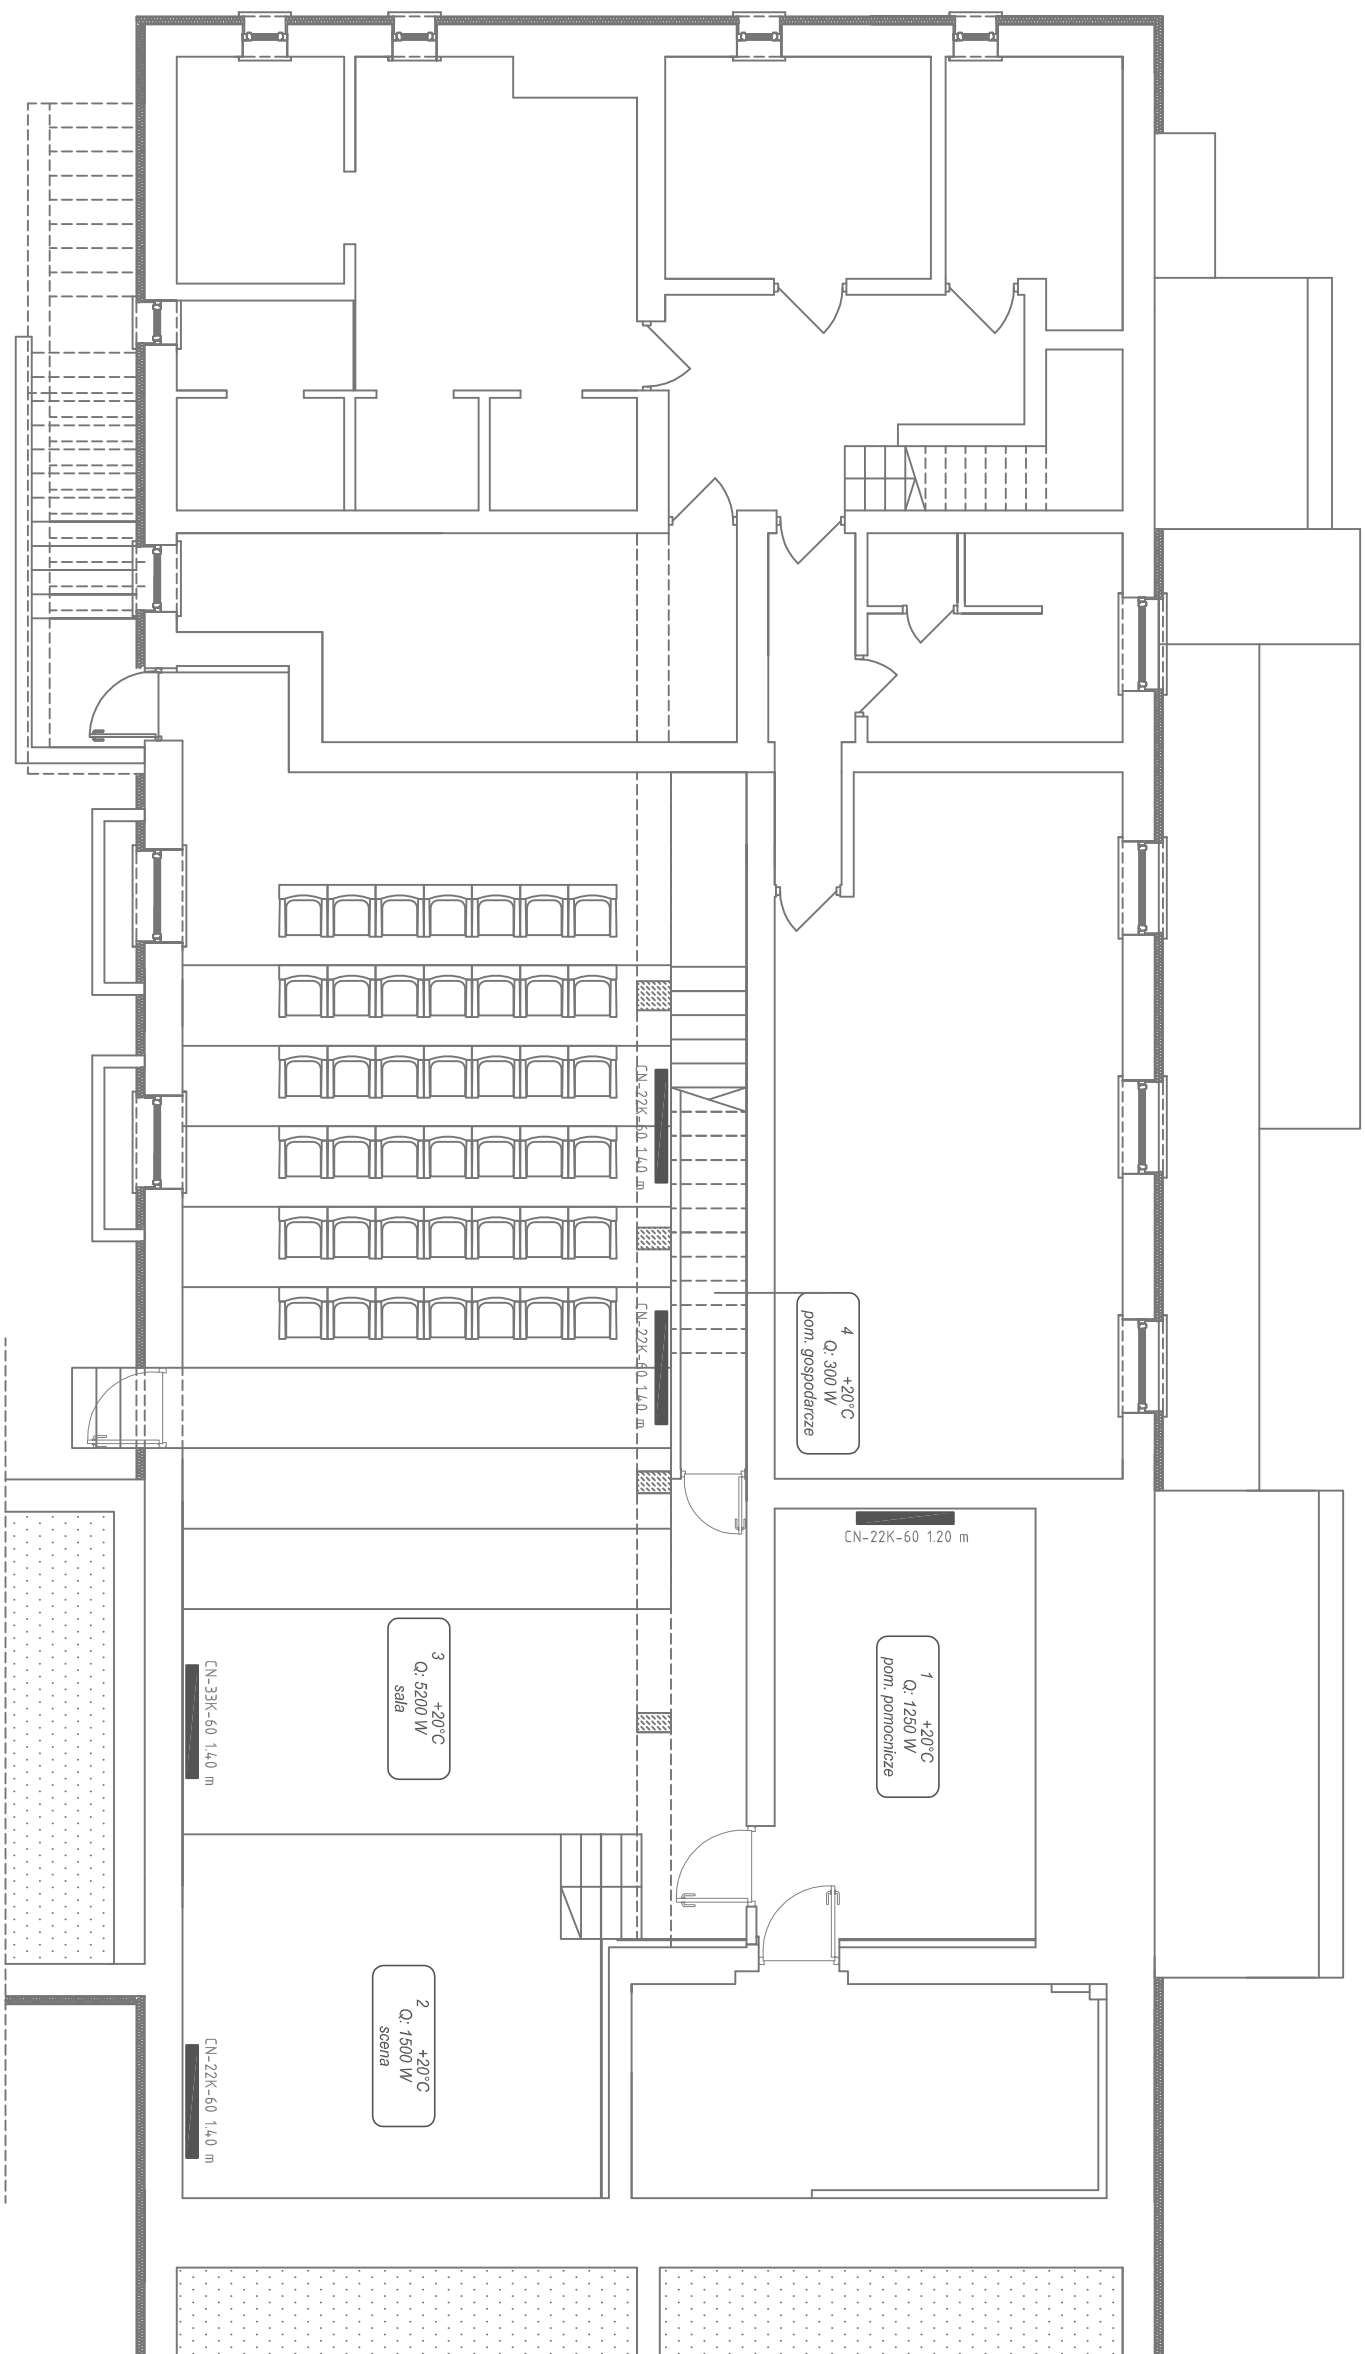 CN-22K-60 1.40 m
CN-22K-60 1.40 m
4 +20°C
Q: 300 W
pom. gospodarcze
CN-22K-60 1.20 m
1 +20°C
Q: 1250 W
pom. pomocnicze
3 +20°C
Q: 5200 W
sala
CN-33K-60 1.40 m
2 +20°C
Q: 1500 W
scena
CN-22K-60 1.40 m